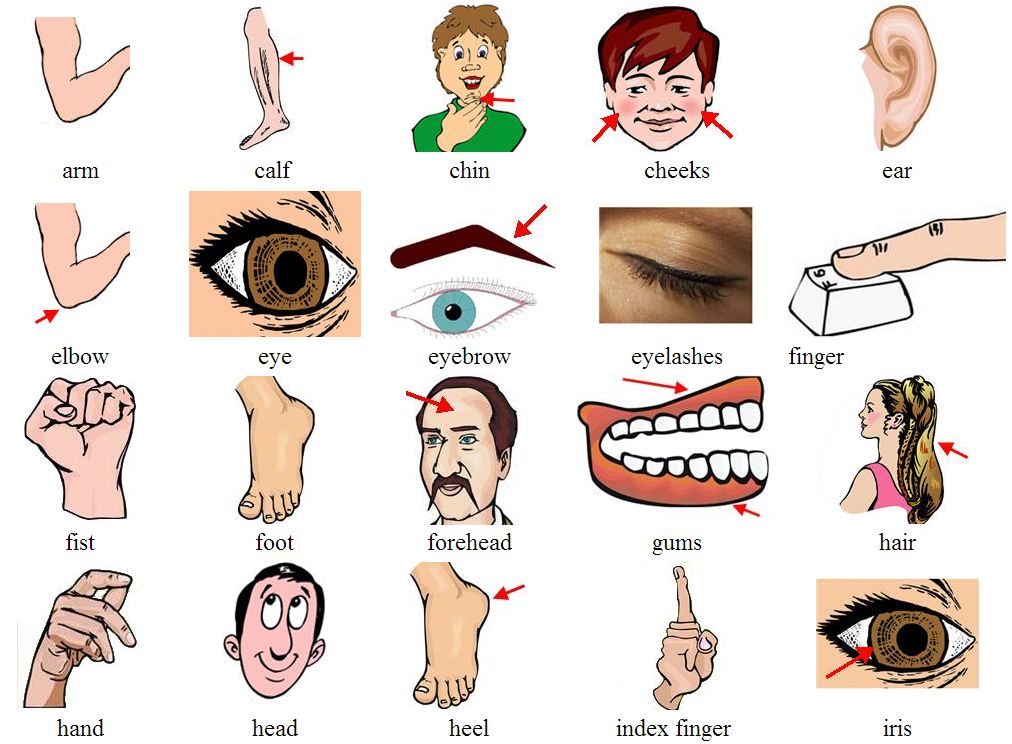 arm calf chin cheeks ear
elbow eye eyebrow eyelashes finger
fist foot forehead gums hair
hand head heel index finger iris